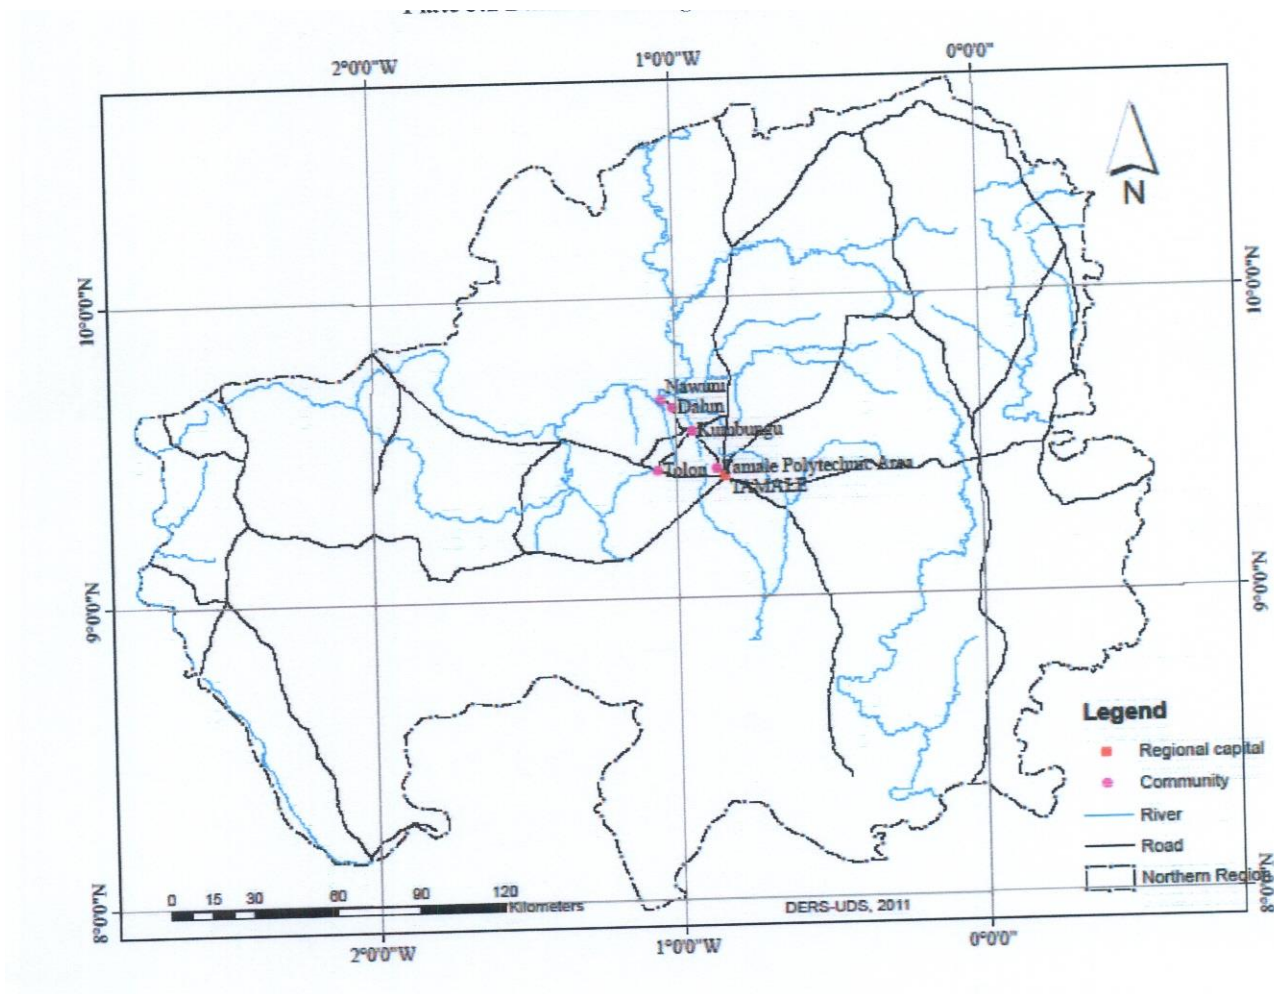 2°0'0"W
1°0'0"W
0°0'0"
10°0'0"N
10°0'0"N
Nawuni
Dalun
Kumbungu
Tolon
Tamale Polytechnic Area
TAMALE
9°0'0"N
9°0'0"N
N
Legend
Regional capital
Community
River
Road
Northern Region
8°0'0"N
8°0'0"N
0 15 30 60 90 120
Kilometers
DERS-UDS, 2011
2°0'0"W
1°0'0"W
0°0'0"